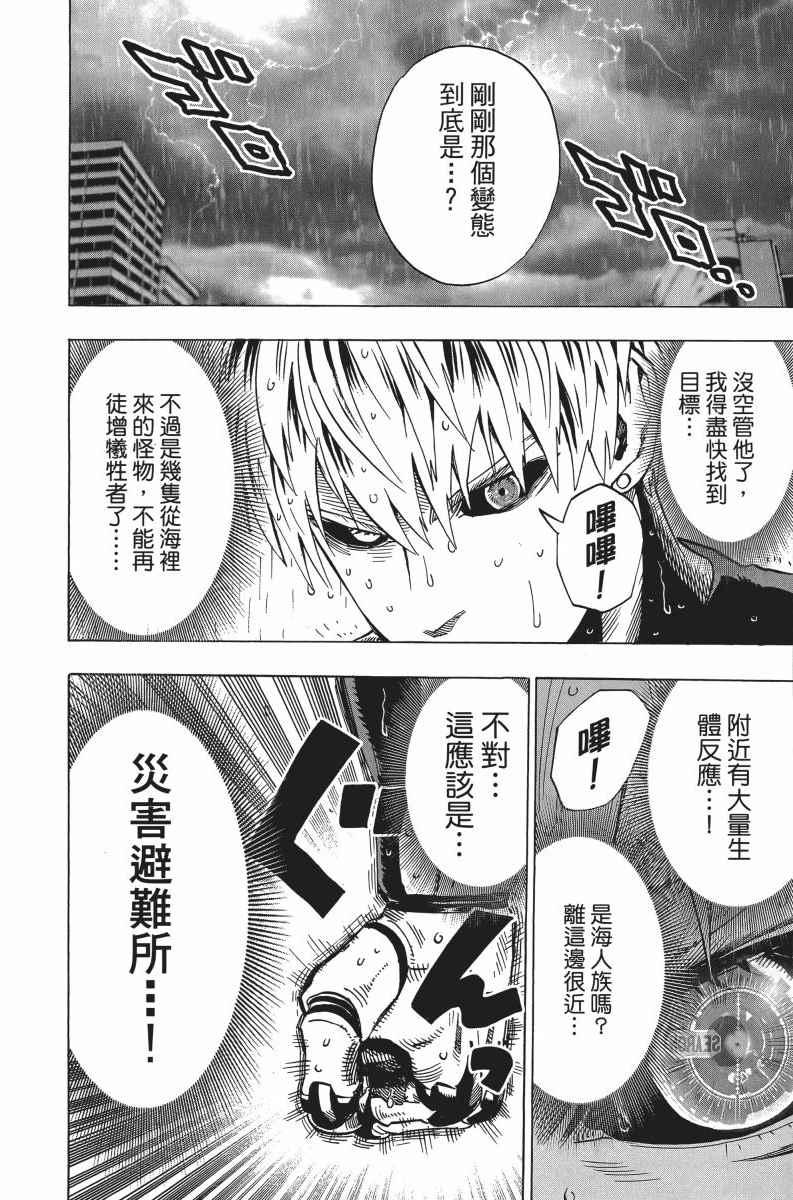 剛剛那個變態
到底是…?
ゴロ
ゴロ
沒空管他了，
我得盡快找到
目標…
嗶
嗶！
不過是幾隻從海裡
來的怪物，不能再
徒增犧牲者了……
附近有大量生
體反應…！
嗶！
是海人族嗎？
離這邊很近…
SEARC
不對…
這應該是…
ぐんっ
災害避難所…！